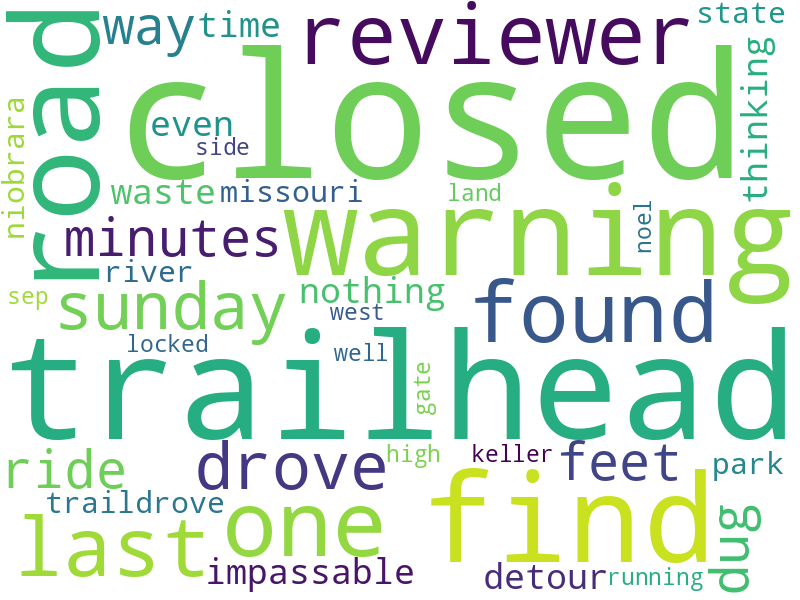 road
way
time
reviewer
state
closed
thinking
even
side
niobrara
waste
missouri
land
warning
noel
minutes
river
nothing
sep
sunday
found
west
locked
well
trailhead
gate
ride
drove
high
keller
feet
park
traildrove
last
one
find
dug
impassable
detour
running